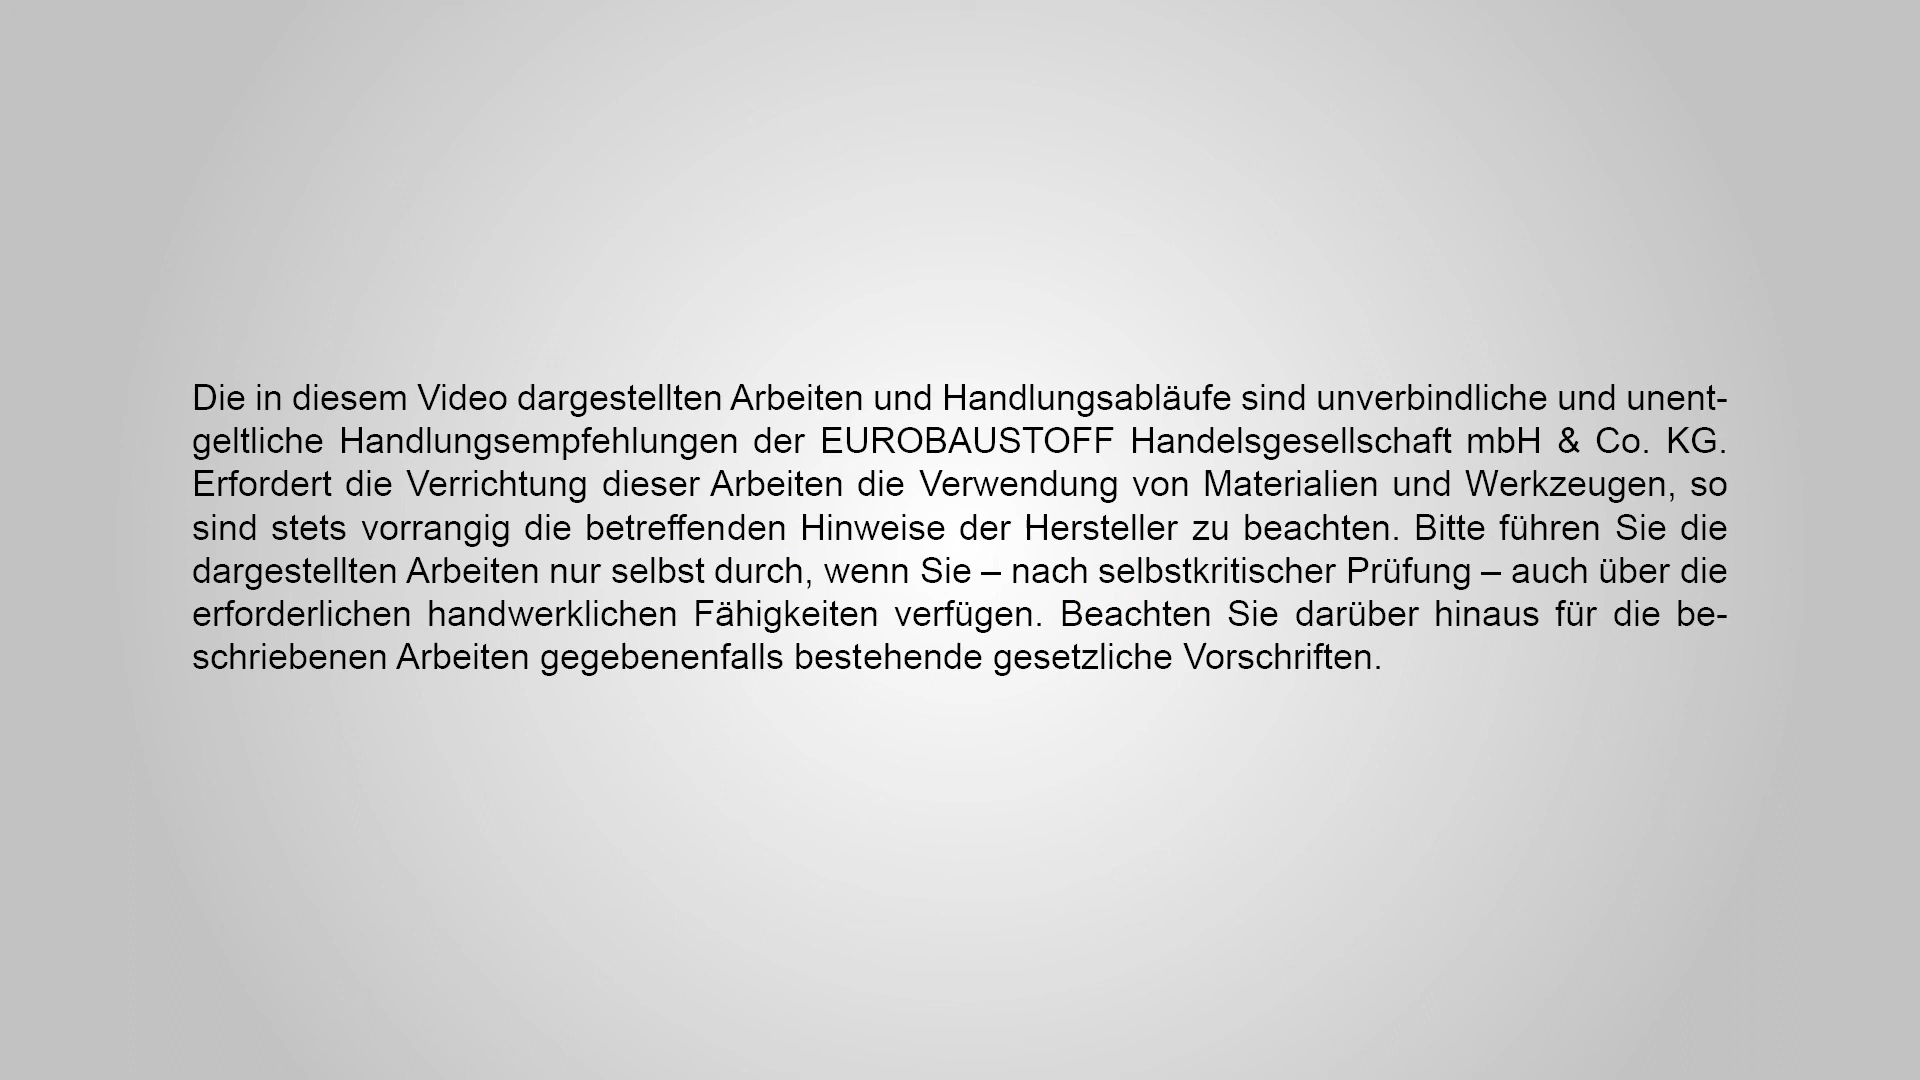 Die in diesem Video dargestellten Arbeiten und Handlungsabläufe sind unverbindliche und unent-
geltliche Handlungsempfehlungen der EUROBAUSTOFF Handelsgesellschaft mbH & Co. KG.
Erfordert die Verrichtung dieser Arbeiten die Verwendung von Materialien und Werkzeugen, so
sind stets vorrangig die betreffenden Hinweise der Hersteller zu beachten. Bitte führen Sie die
dargestellten Arbeiten nur selbst durch, wenn Sie – nach selbstkritischer Prüfung – auch über die
erforderlichen handwerklichen Fähigkeiten verfügen. Beachten Sie darüber hinaus für die be-
schriebenen Arbeiten gegebenenfalls bestehende gesetzliche Vorschriften.